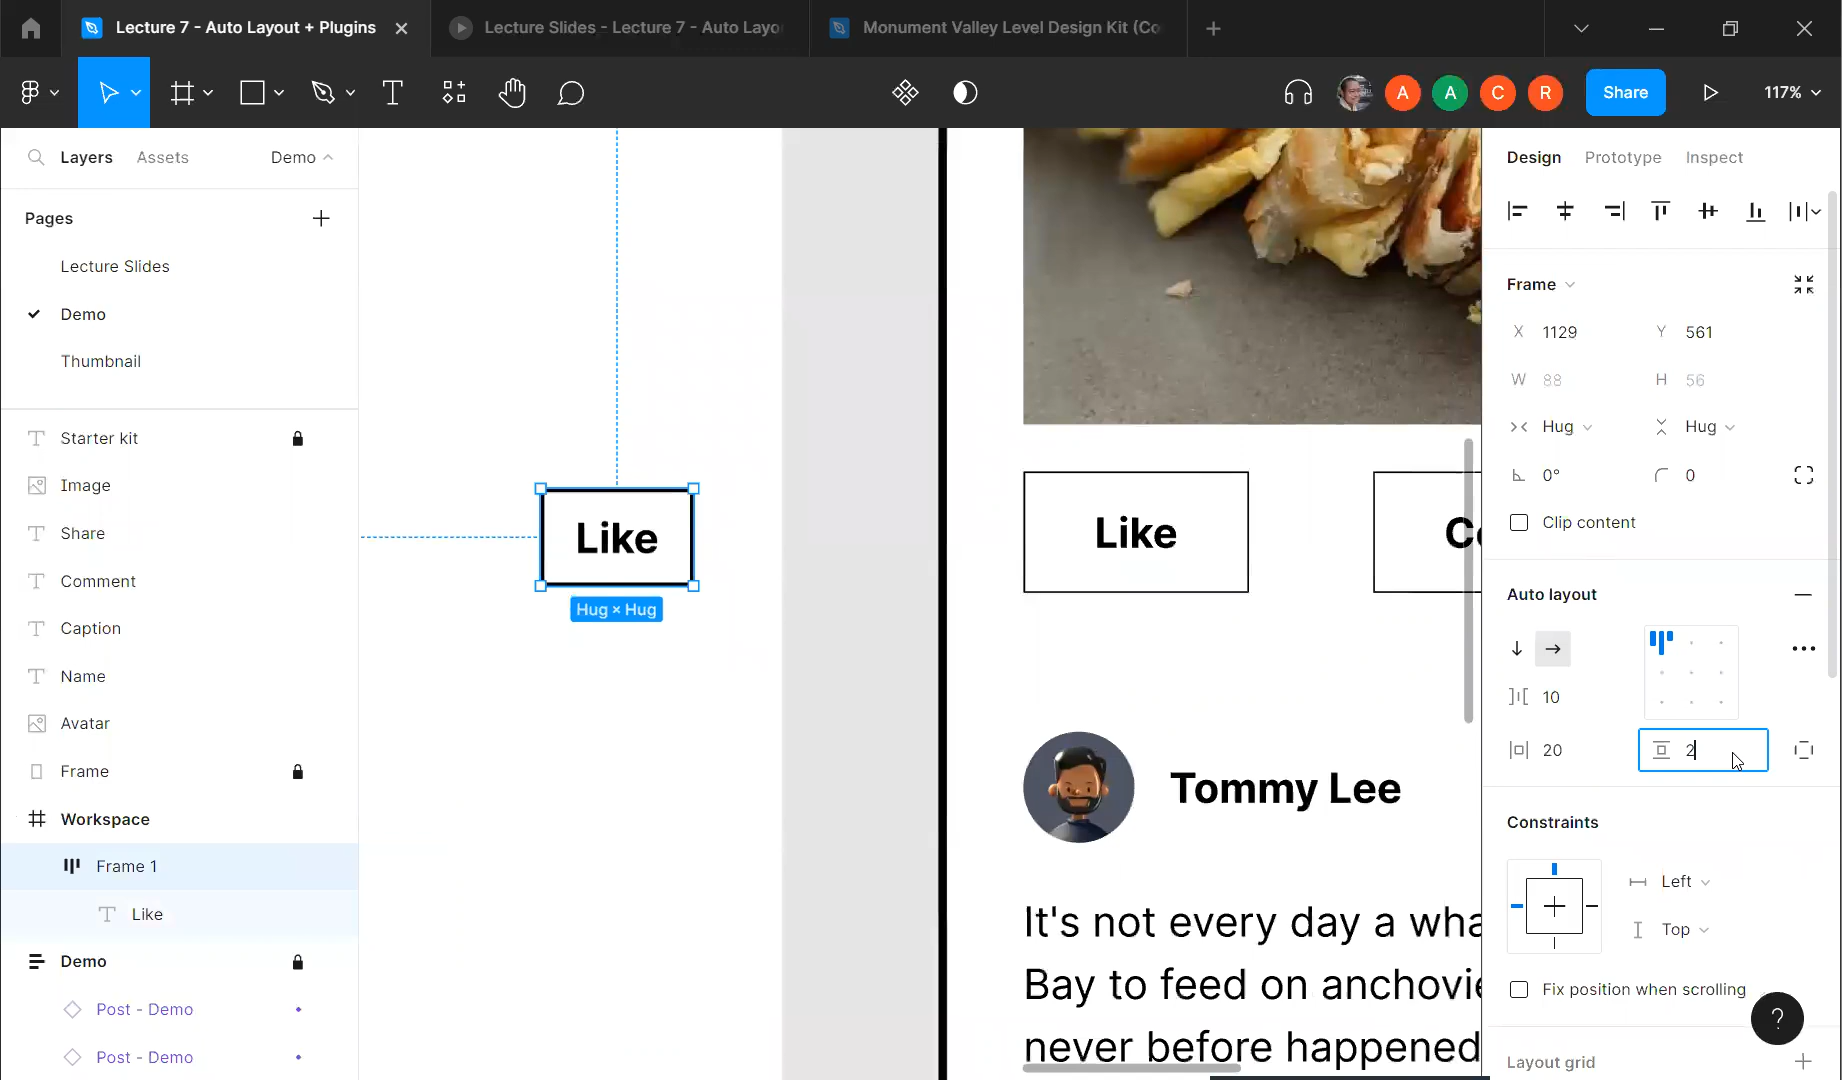 Lecture 7 - Auto Layout + Plugins
Lecture Slides - Lecture 7 - Auto Layo
Monument Valley Level Design Kit (Co
A
A
C
R
Share
117%
Layers
Assets
Demo
Design
Prototype
Inspect
Pages
Lecture Slides
Demo
Thumbnail
Frame
X 1129
Y 561
W 88
H 56
Hug
Hug
0°
0
Clip content
Starter kit
Image
Share
Comment
Caption
Name
Avatar
Frame
Workspace
Frame 1
Like
Demo
Post - Demo
Post - Demo
Like
Hug × Hug
Like
Co
Tommy Lee
It's not every day a wha
Bay to feed on anchovie
never before happened
Auto layout
10
20
2
Constraints
Left
Top
Fix position when scrolling
?
Layout grid